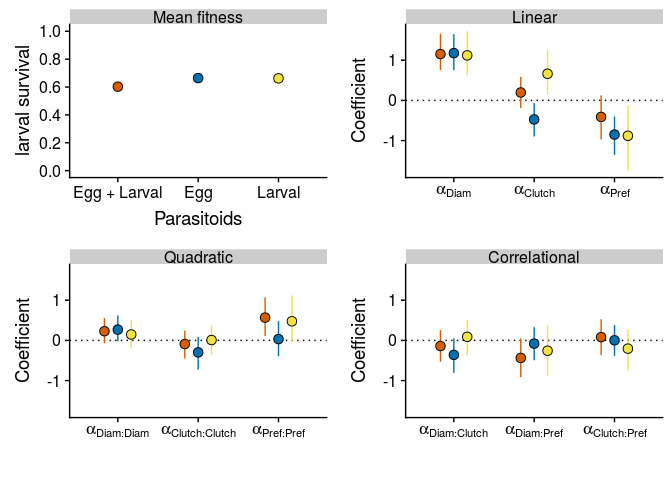 Mean fitness
larval survival
1.0
0.8
0.6
0.4
0.2
0.0
Egg + Larval
Egg
Larval
Parasitoids
Linear
Coefficient
1
0
-1
αDiam
αClutch
αPref
Quadratic
Coefficient
1
0
-1
αDiam:Diam
αClutch:Clutch
αPref:Pref
Correlational
Coefficient
1
0
-1
αDiam:Clutch
αDiam:Pref
αClutch:Pref